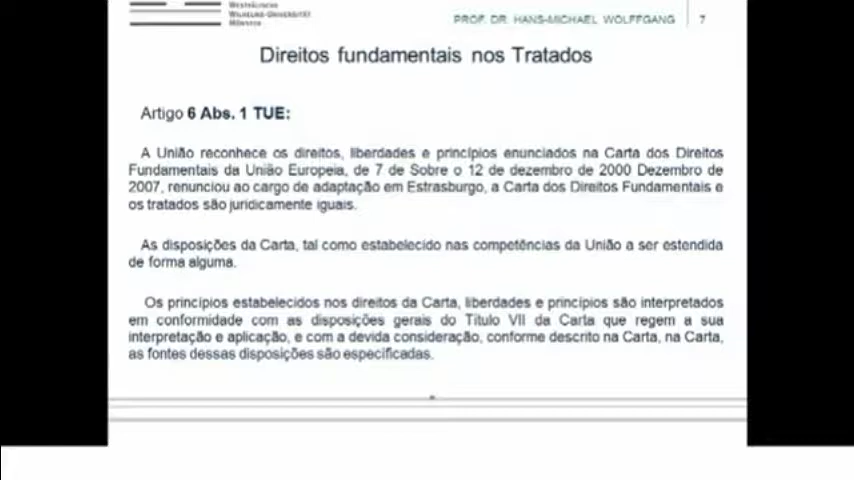 WESTFÄLISCHE
WILHELMS-UNIVERSITÄT
MÜNSTER
PROF. DR. HANS-MICHAEL WOLFFGANG 7
Direitos fundamentais nos Tratados
Artigo 6 Abs. 1 TUE:
A União reconhece os direitos, liberdades e princípios enunciados na Carta dos Direitos
Fundamentais da União Europeia, de 7 de Sobre o 12 de dezembro de 2000 Dezembro de
2007, renunciou ao cargo de adaptação em Estrasburgo, a Carta dos Direitos Fundamentais e
os tratados são juridicamente iguais.
As disposições da Carta, tal como estabelecido nas competências da União a ser estendida
de forma alguma.
Os princípios estabelecidos nos direitos da Carta, liberdades e princípios são interpretados
em conformidade com as disposições gerais do Título VII da Carta que regem a sua
interpretação e aplicação, e com a devida consideração, conforme descrito na Carta, na Carta,
as fontes dessas disposições são especificadas.